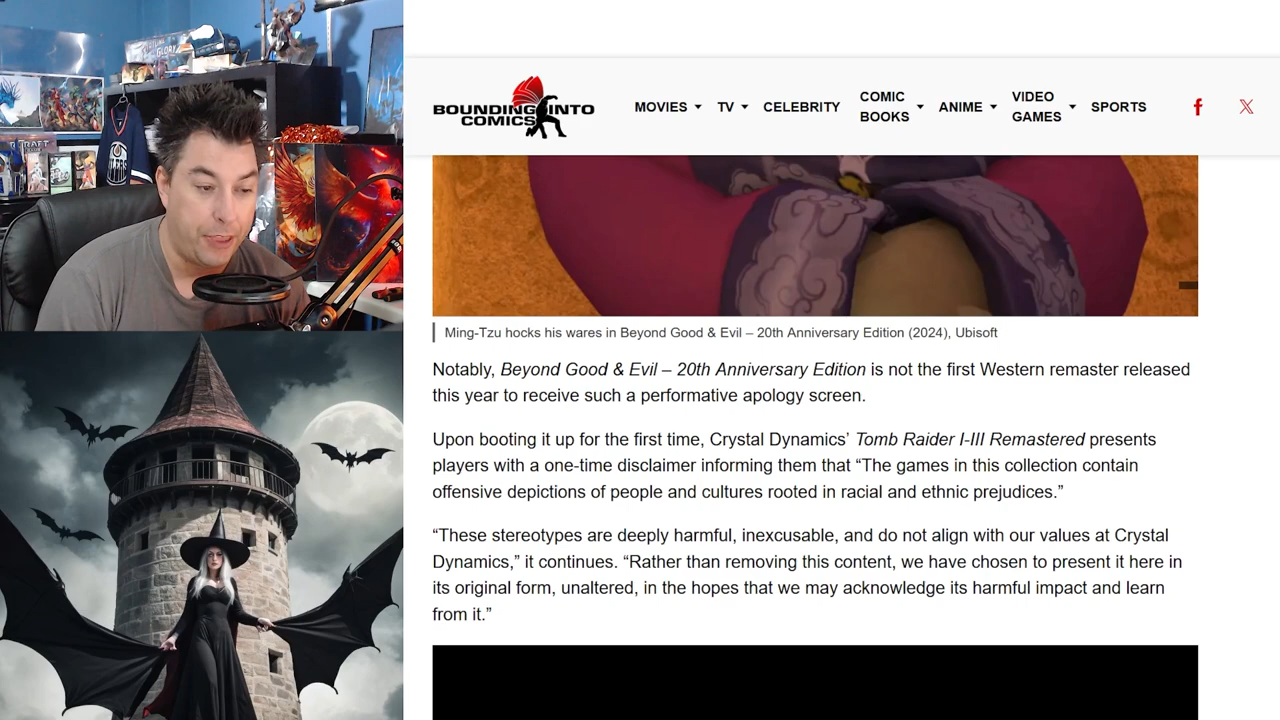 GLORY
RAFT
OILERS
BOUNDING INTO
COMICS
MOVIES
TV
CELEBRITY
COMIC
BOOKS
ANIME
VIDEO
GAMES
SPORTS
Ming-Tzu hocks his wares in Beyond Good & Evil – 20th Anniversary Edition (2024), Ubisoft
Notably, Beyond Good & Evil – 20th Anniversary Edition is not the first Western remaster released
this year to receive such a performative apology screen.
Upon booting it up for the first time, Crystal Dynamics’ Tomb Raider I-III Remastered presents
players with a one-time disclaimer informing them that “The games in this collection contain
offensive depictions of people and cultures rooted in racial and ethnic prejudices.”
“These stereotypes are deeply harmful, inexcusable, and do not align with our values at Crystal
Dynamics,” it continues. “Rather than removing this content, we have chosen to present it here in
its original form, unaltered, in the hopes that we may acknowledge its harmful impact and learn
from it.”